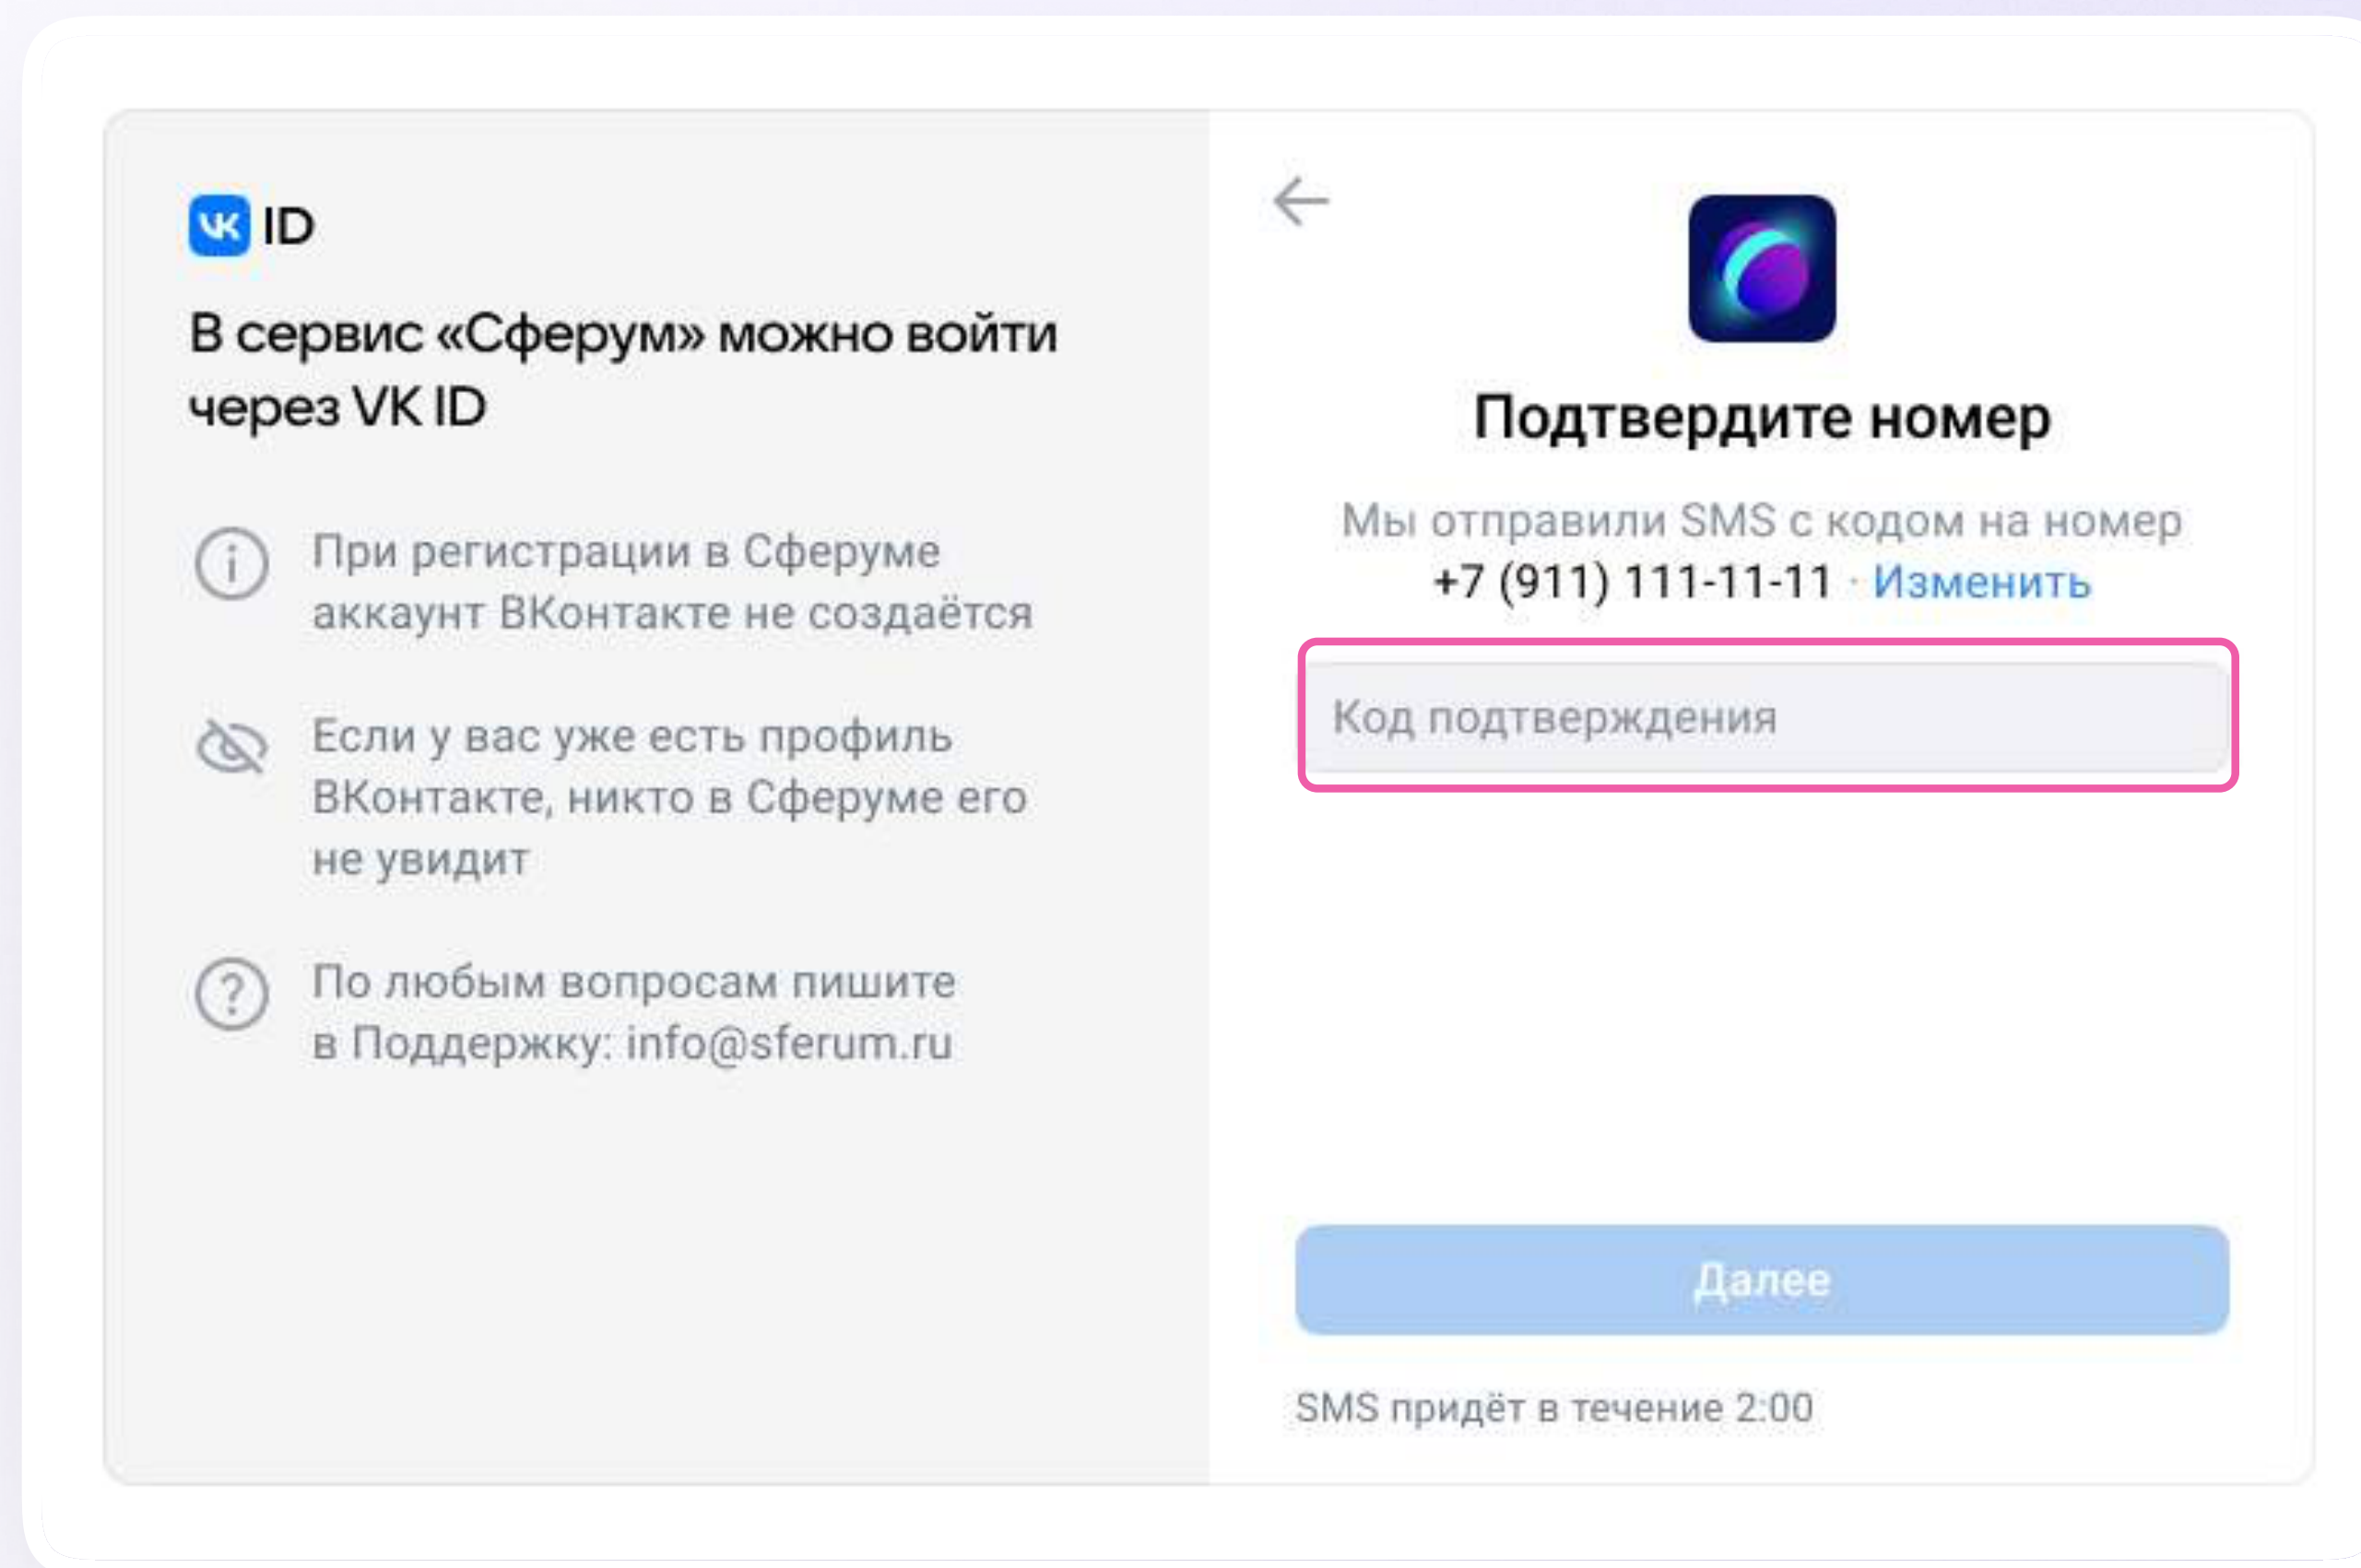 VK ID
В сервис «Сферум» можно войти
через VK ID
При регистрации в Сферуме
аккаунт ВКонтакте не создаётся
Если у вас уже есть профиль
ВКонтакте, никто в Сферуме его
не увидит
По любым вопросам пишите
в Поддержку: info@sferum.ru
Подтвердите номер
Мы отправили SMS с кодом на номер
+7 (911) 111-11-11 · Изменить
Код подтверждения
Далее
SMS придёт в течение 2:00